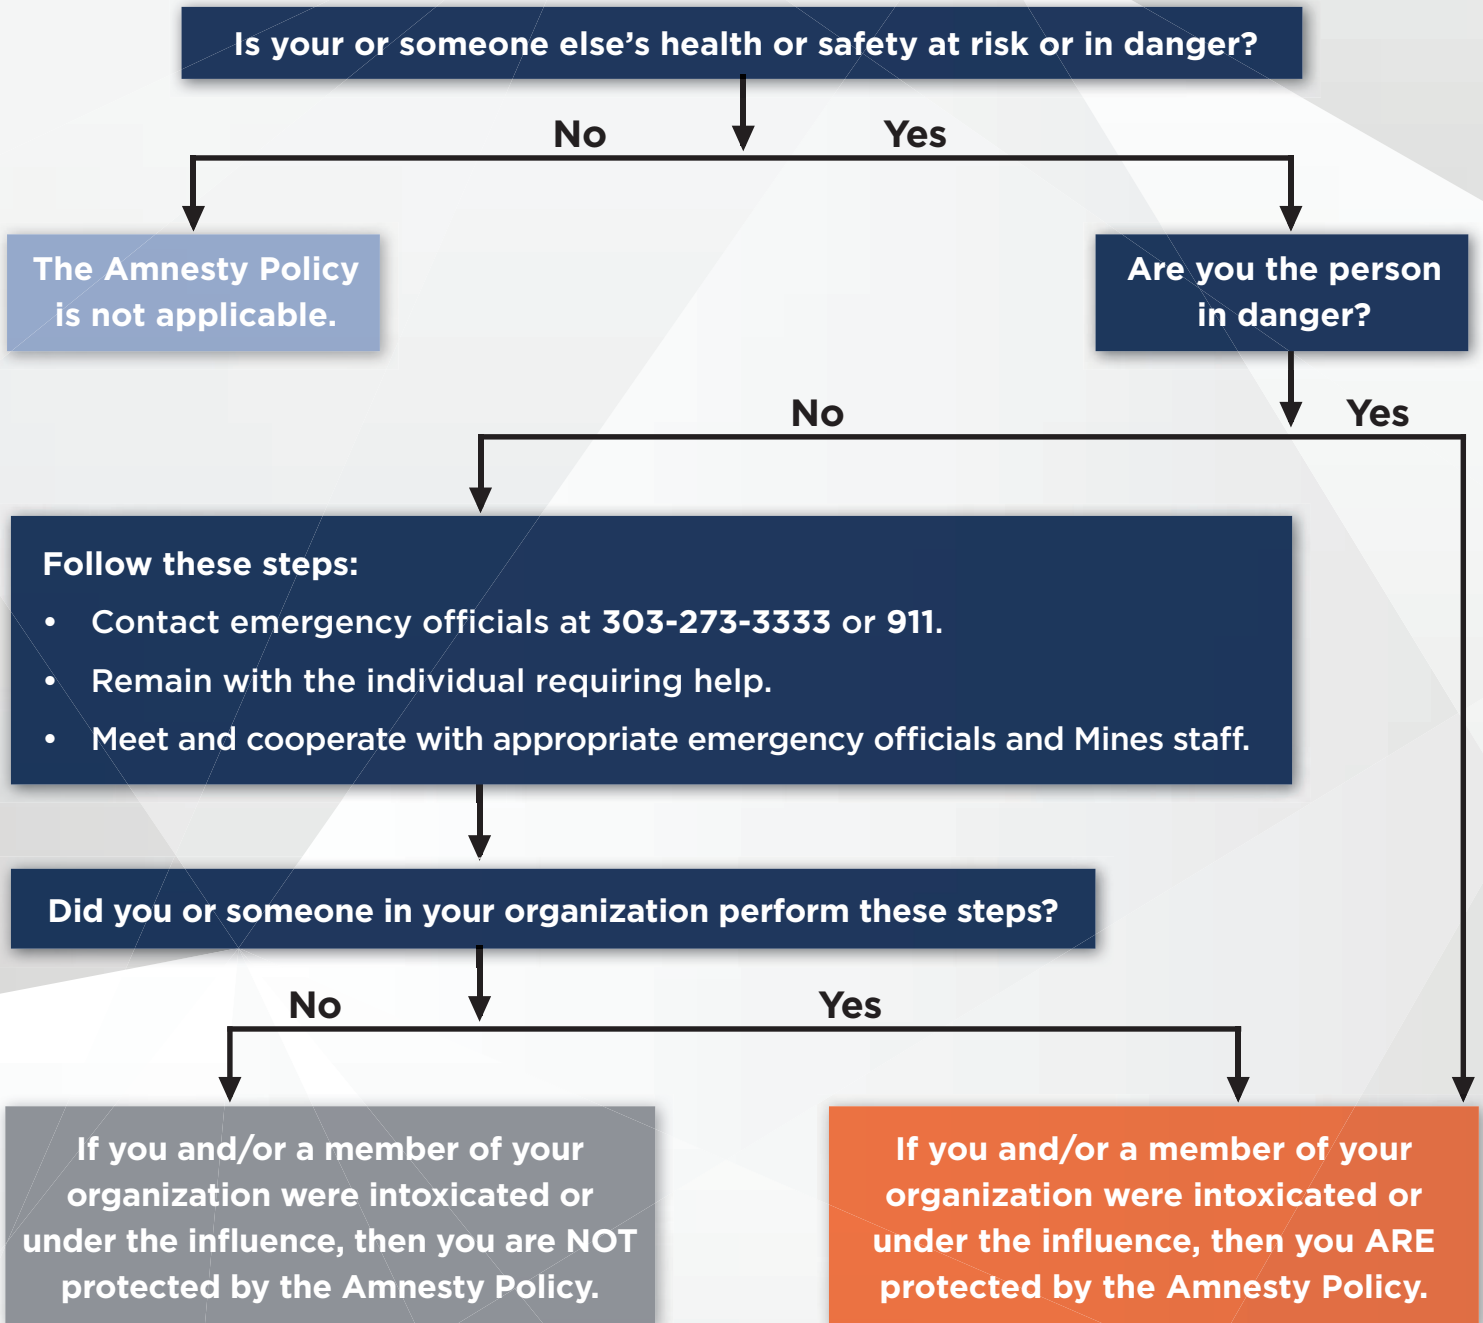 Is your or someone else’s health or safety at risk or in danger?
No
Yes
The Amnesty Policy
is not applicable.
Are you the person
in danger?
No
Yes
Follow these steps:
• Contact emergency officials at 303-273-3333 or 911.
• Remain with the individual requiring help.
• Meet and cooperate with appropriate emergency officials and Mines staff.
Did you or someone in your organization perform these steps?
No
Yes
If you and/or a member of your
organization were intoxicated or
under the influence, then you are NOT
protected by the Amnesty Policy.
If you and/or a member of your
organization were intoxicated or
under the influence, then you ARE
protected by the Amnesty Policy.